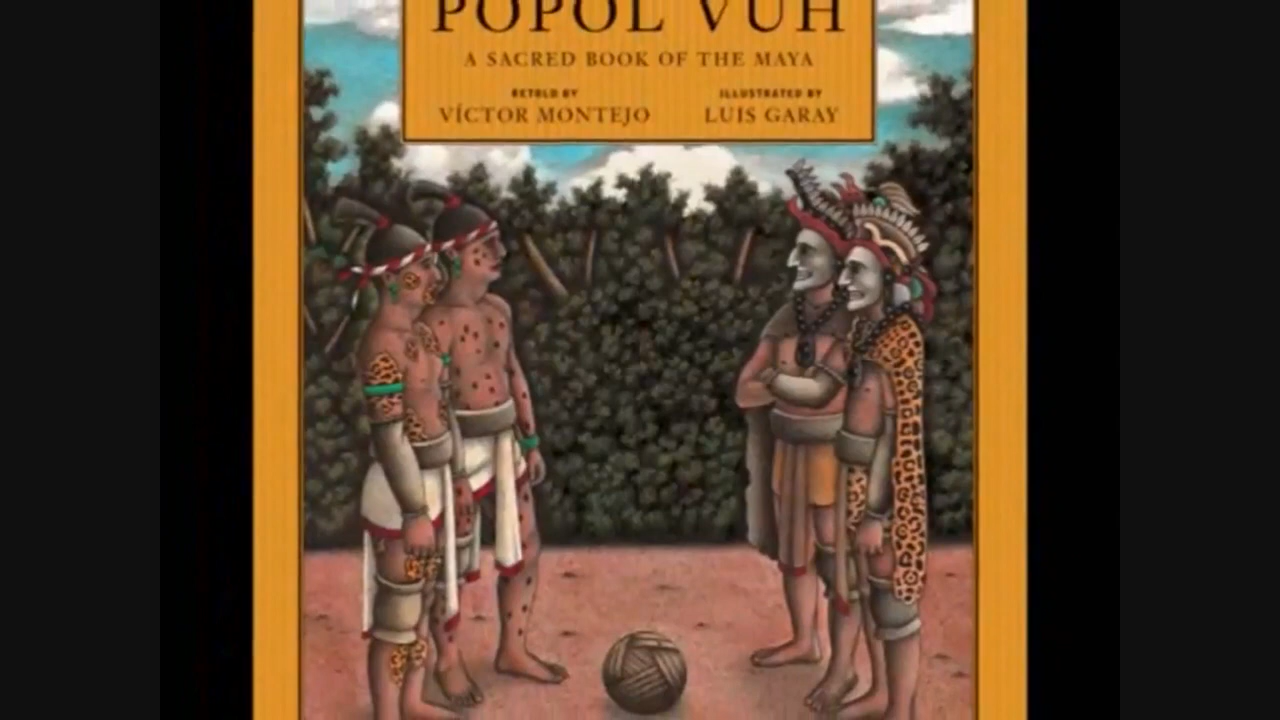 POPOL VUH
A SACRED BOOK OF THE MAYA
RETOLD BY
VÍCTOR MONTEJO
ILLUSTRATED BY
LUIS GARAY